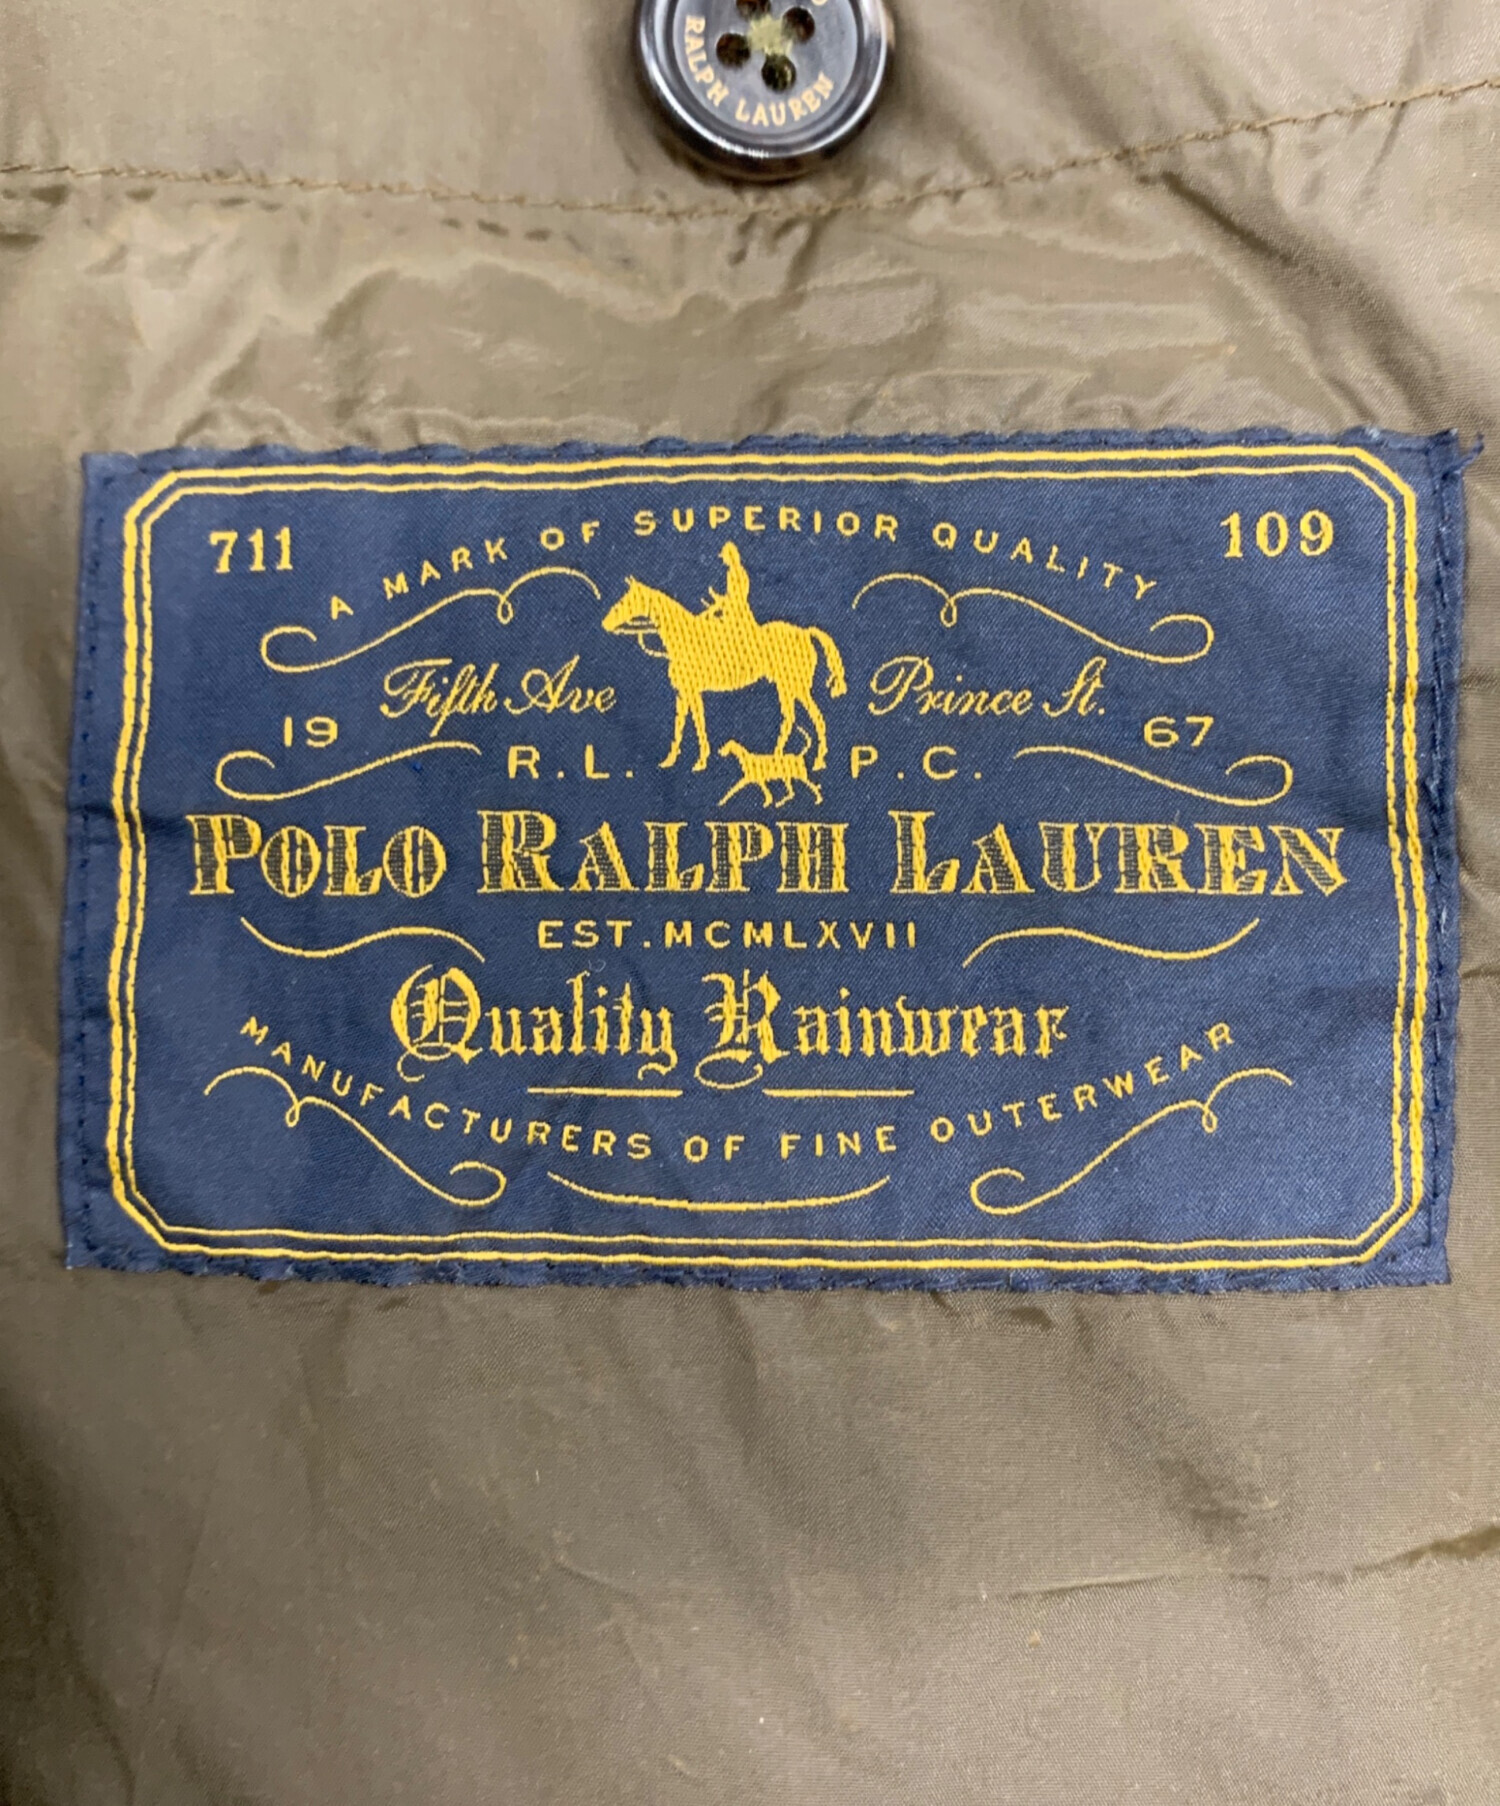 RALPH LAUREN
711 109
A MARK OF SUPERIOR QUALITY
Fifth Ave Prince St.
19 67
R.L. P.C.
POLO RALPH LAUREN
EST.MCMLXVII
Quality Rainwear
MANUFACTURERS OF FINE OUTERWEAR